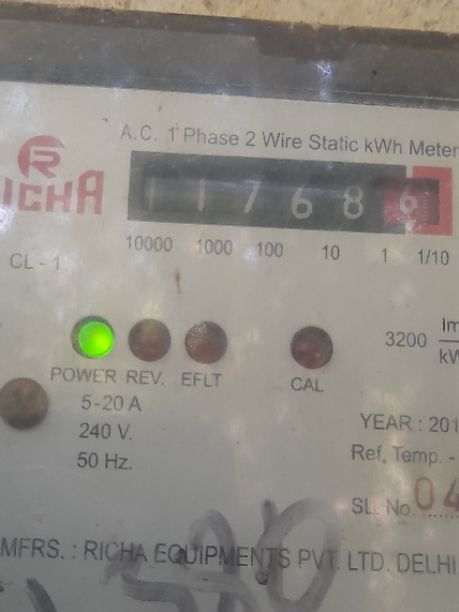 A.C. 1 Phase 2 Wire Static kWh Meter
R
RICHA
1 7 6 8
10000 1000 100 10 1 1/10
CL - 1
3200
POWER REV. EFLT CAL
5-20 A
240 V.
50 Hz.
YEAR : 201
Ref. Temp. -
SL. No. 04
MFRS. : RICHA EQUIPMENTS PVT. LTD. DELHI